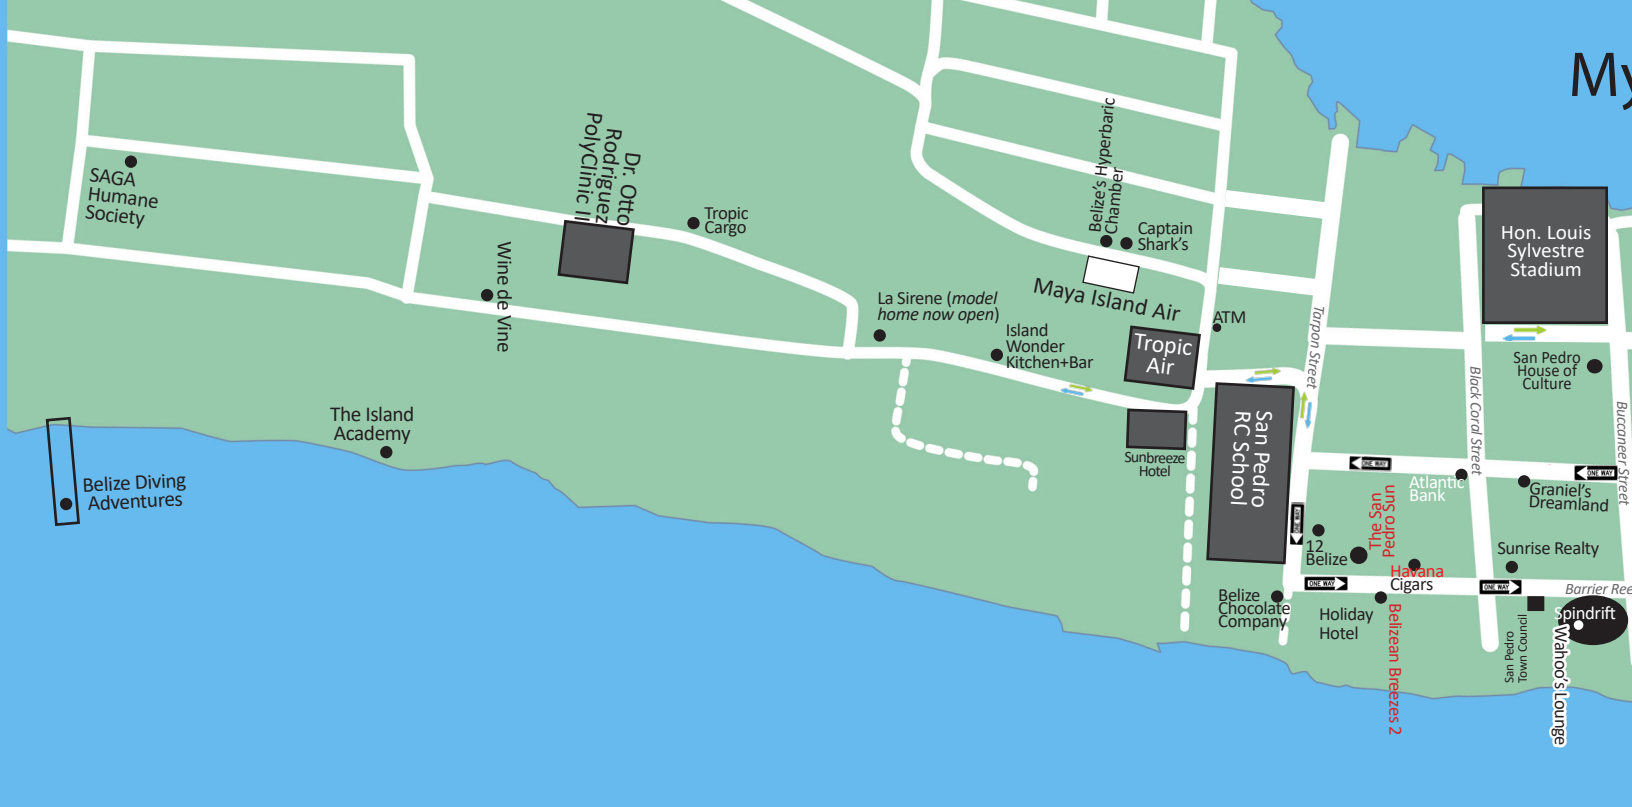 My
SAGA
Humane
Society
Dr. Otto
Rodriguez
PolyClinic II
Tropic
Cargo
Wine de Vine
Belize's Hyperbaric
Chamber
Captain
Shark's
Maya Island Air
La Sirene (model
home now open)
Island
Wonder
Kitchen+Bar
Tropic
Air
ATM
Tarpon Street
Hon. Louis
Sylvestre
Stadium
San Pedro
House of
Culture
Black Coral Street
Buccaneer Street
The Island
Academy
Belize Diving
Adventures
Sunbreeze
Hotel
San Pedro
RC School
ONE WAY
ONE WAY
ONE WAY
Atlantic
Bank
Graniel's
Dreamland
The San
Pedro Sun
12
Belize
Havana
Cigars
Sunrise Realty
ONE WAY
ONE WAY
Barrier Ree
Belize
Chocolate
Company
Holiday
Hotel
Belizean Breezes 2
San Pedro
Town Council
Spindrift
Wahoo's Lounge